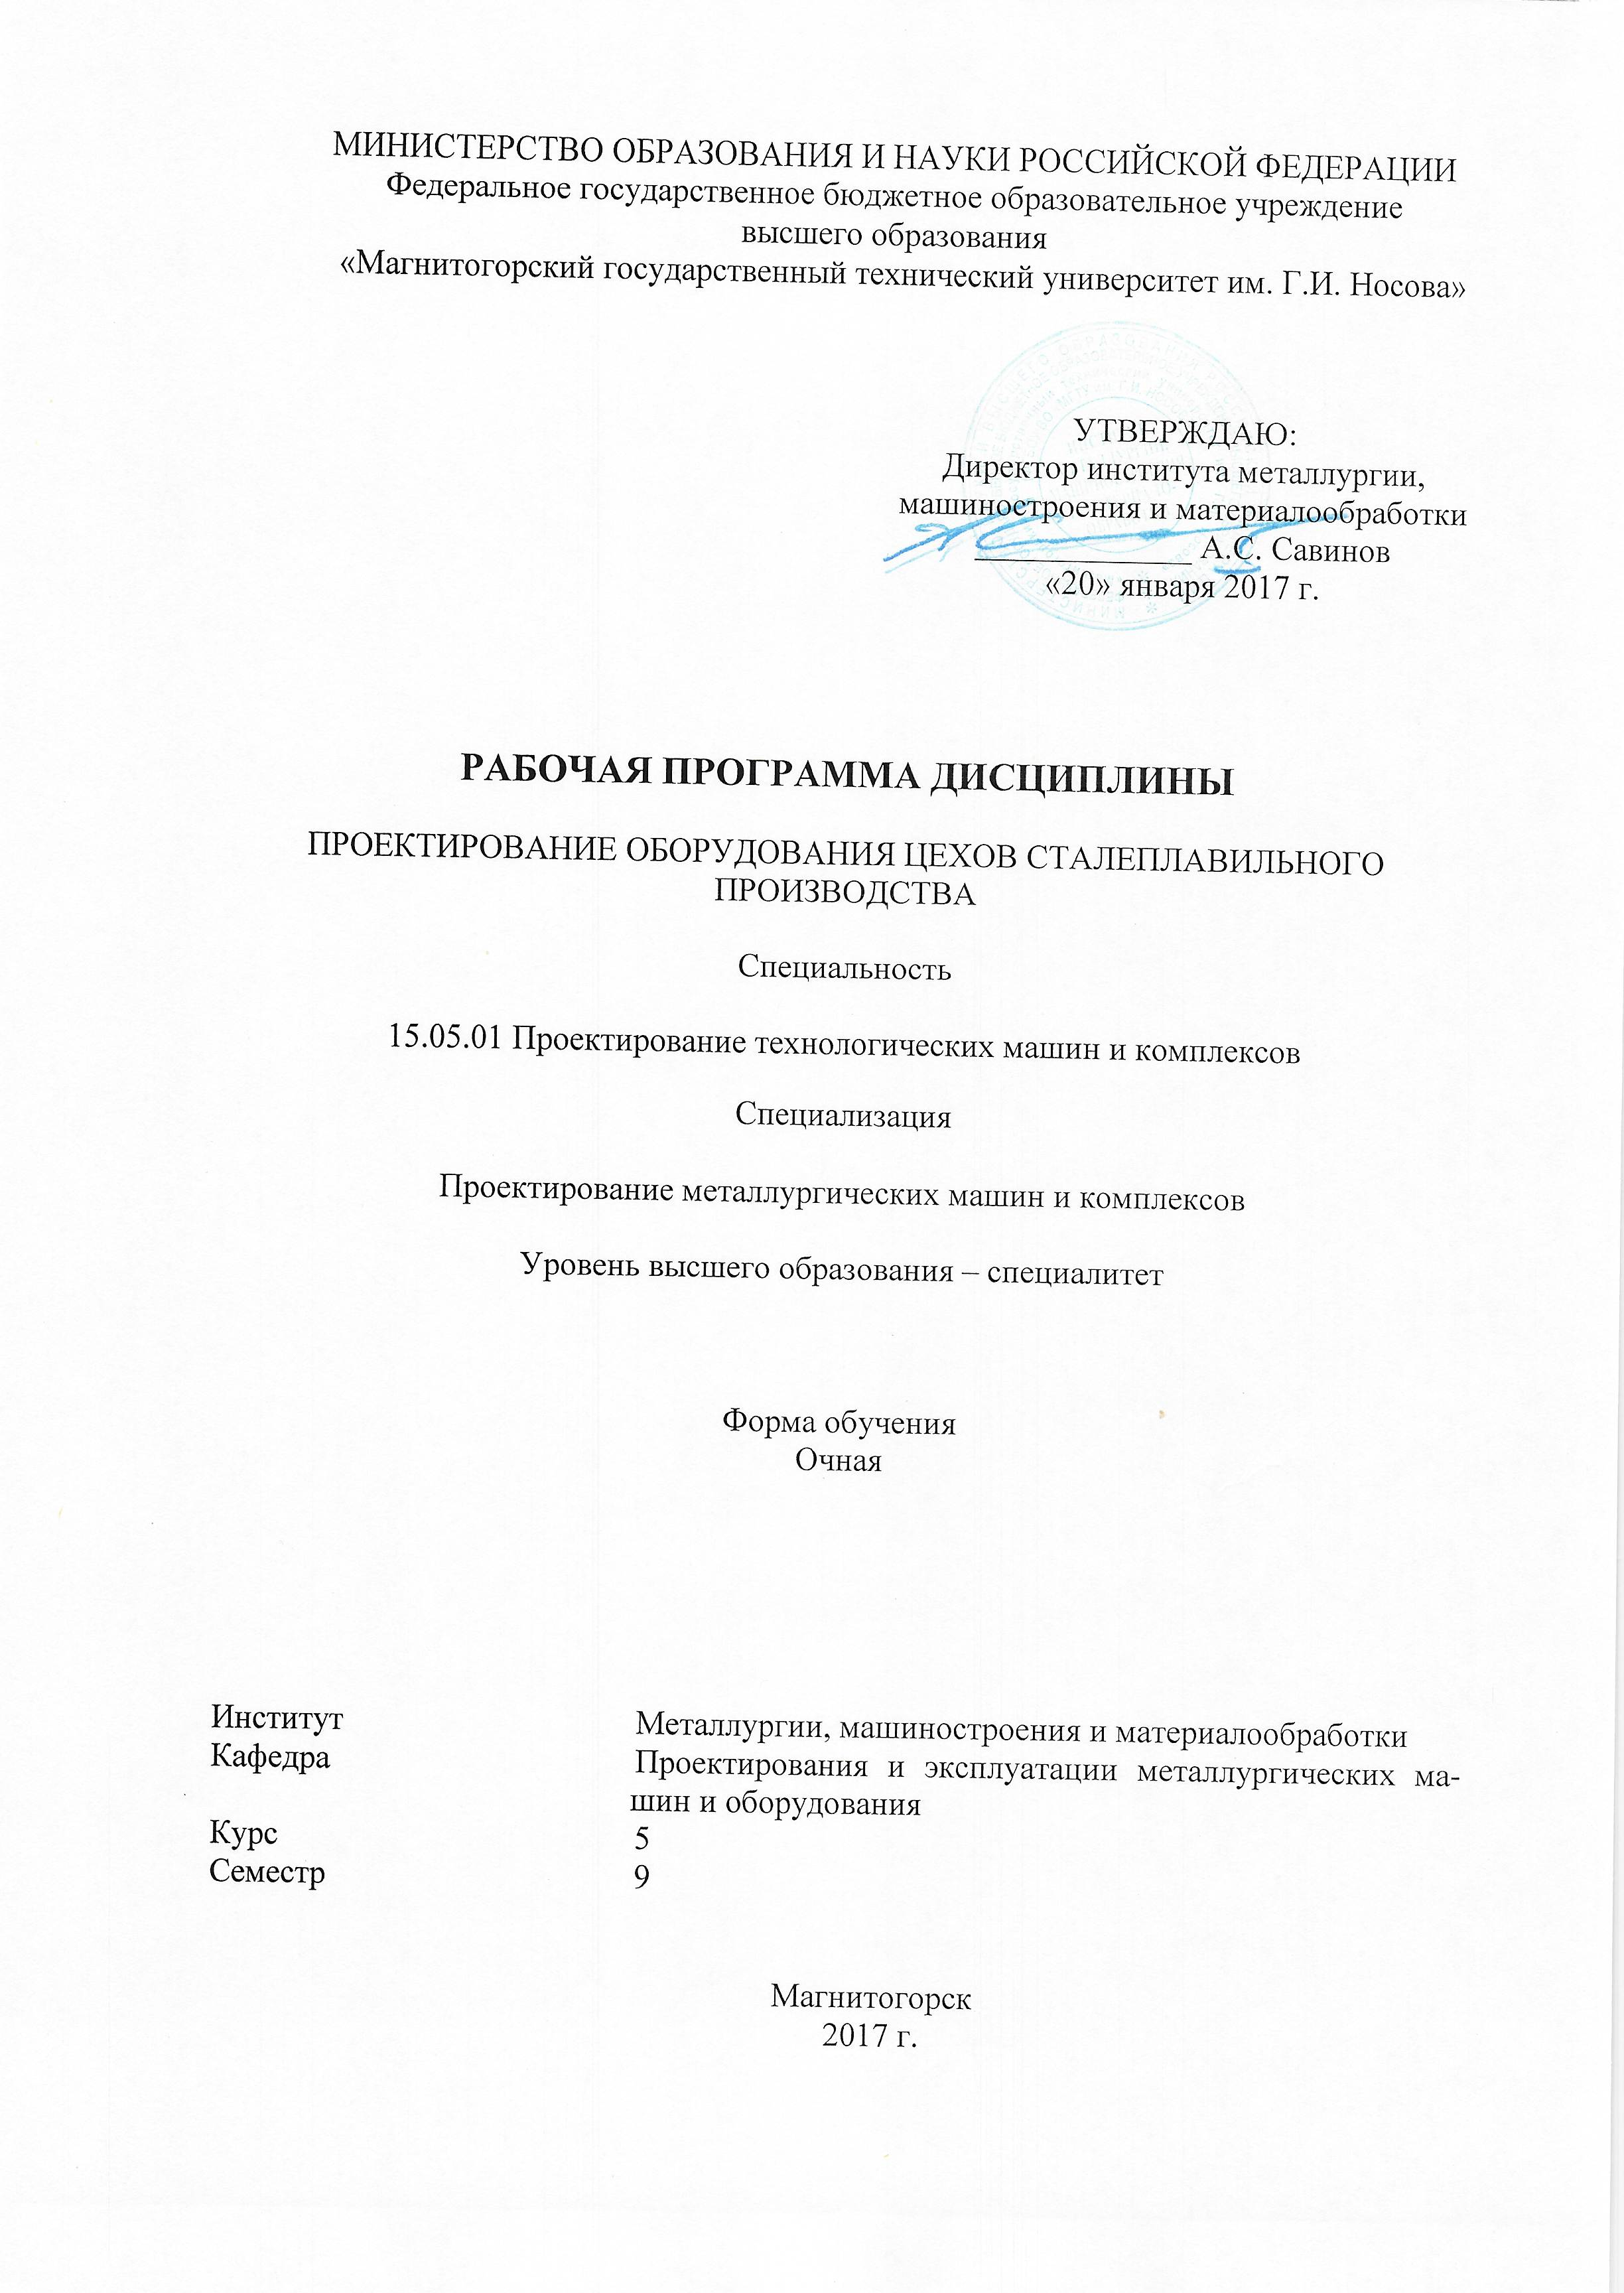 МИНИСТЕРСТВО ОБРАЗОВАНИЯ И НАУКИ РОССИЙСКОЙ ФЕДЕРАЦИИ
Федеральное государственное бюджетное образовательное учреждение
высшего образования
«Магнитогорский государственный технический университет им. Г.И. Носова»
УТВЕРЖДАЮ:
Директор института металлургии,
машиностроения и материалообработки
_____________ А.С. Савинов
«20» января 2017 г.
РАБОЧАЯ ПРОГРАММА ДИСЦИПЛИНЫ
ПРОЕКТИРОВАНИЕ ОБОРУДОВАНИЯ ЦЕХОВ СТАЛЕПЛАВИЛЬНОГО
ПРОИЗВОДСТВА
Специальность
15.05.01 Проектирование технологических машин и комплексов
Специализация
Проектирование металлургических машин и комплексов
Уровень высшего образования – специалитет
Форма обучения
Очная
Институт Металлургии, машиностроения и материалообработки
Кафедра Проектирования и эксплуатации металлургических ма-
шин и оборудования
Курс 5
Семестр 9
Магнитогорск
2017 г.